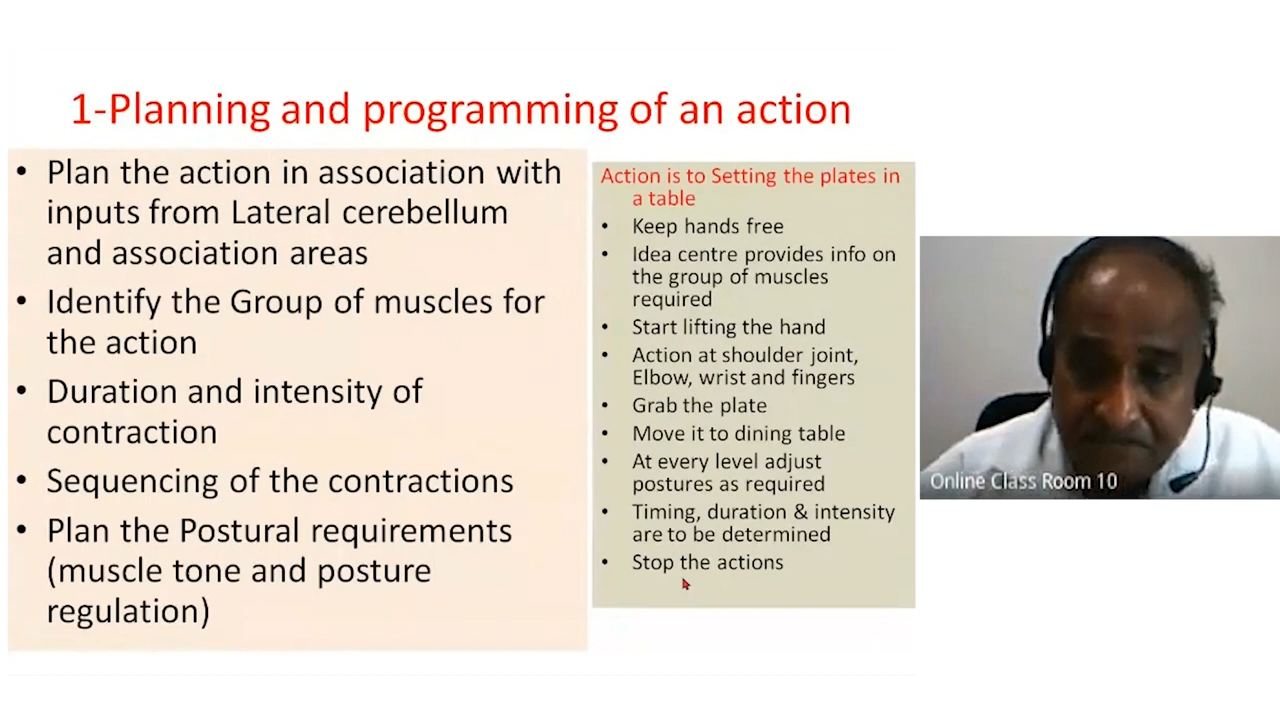 1-Planning and programming of an action
• Plan the action in association with
inputs from Lateral cerebellum
and association areas
• Identify the Group of muscles for
the action
• Duration and intensity of
contraction
• Sequencing of the contractions
• Plan the Postural requirements
(muscle tone and posture
regulation)
Action is to Setting the plates in
a table
• Keep hands free
• Idea centre provides info on
the group of muscles
required
• Start lifting the hand
• Action at shoulder joint,
Elbow, wrist and fingers
• Grab the plate
• Move it to dining table
• At every level adjust
postures as required
• Timing, duration & intensity
are to be determined
• Stop the actions
Online Class Room 10